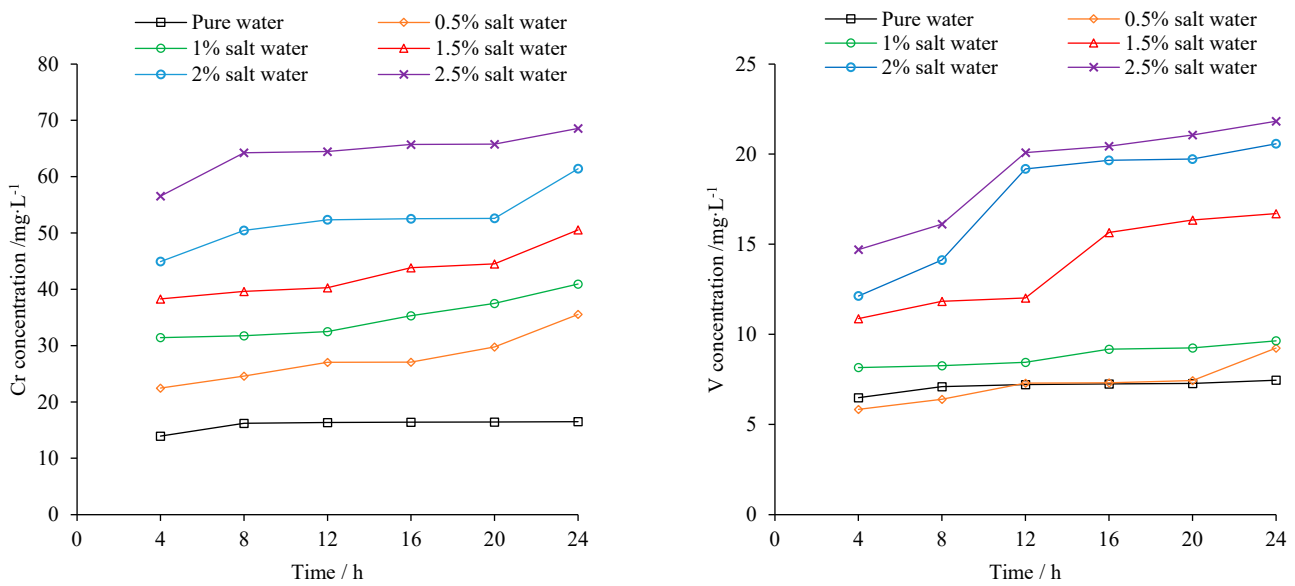 Pure water
0.5% salt water
1% salt water
1.5% salt water
2% salt water
2.5% salt water
80
70
60
50
40
30
20
10
0
Cr concentration /mg·L-1
0
4
8
12
16
20
24
Time / h
Pure water
0.5% salt water
1% salt water
1.5% salt water
2% salt water
2.5% salt water
25
20
15
10
5
0
V concentration /mg·L-1
0
4
8
12
16
20
24
Time / h